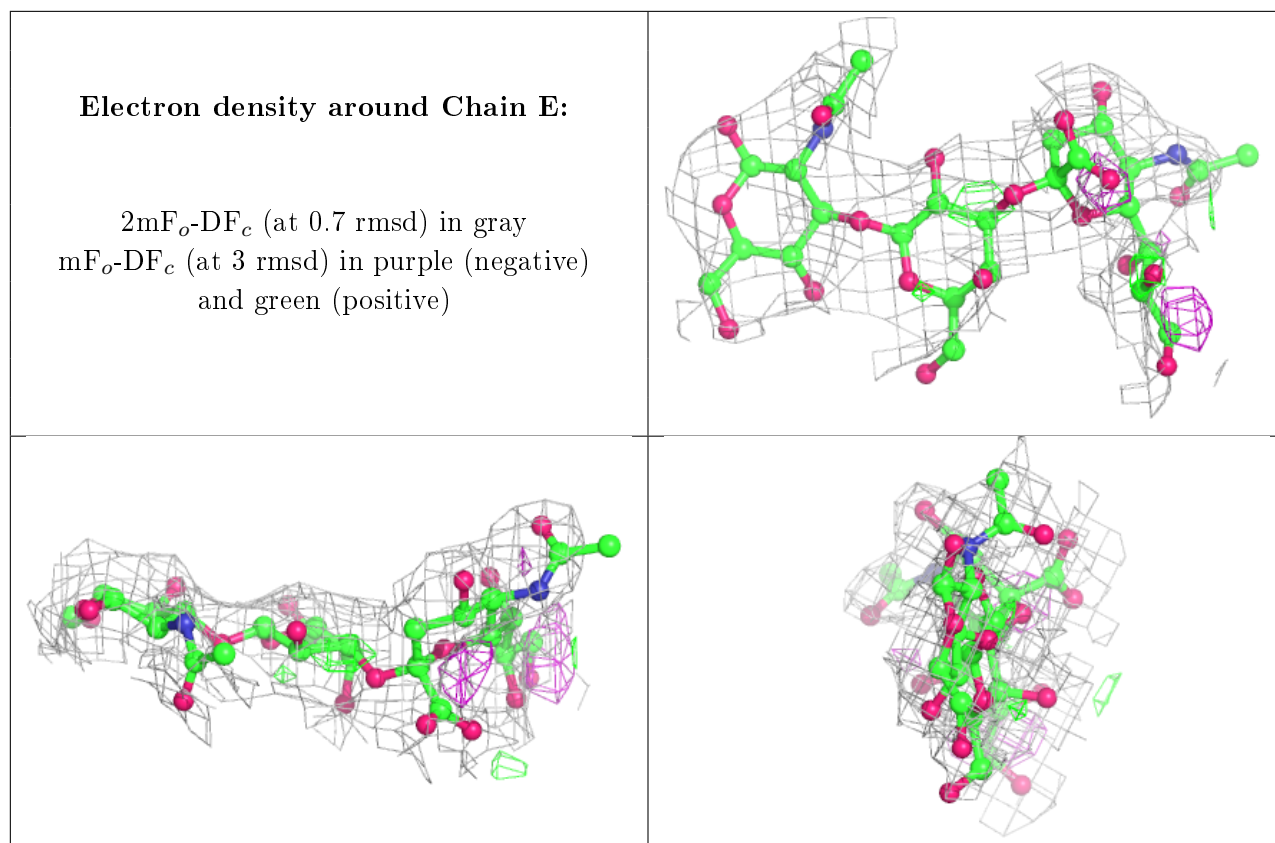 Electron density around Chain E:
2mFo-DFc (at 0.7 rmsd) in gray
mFo-DFc (at 3 rmsd) in purple (negative)
and green (positive)